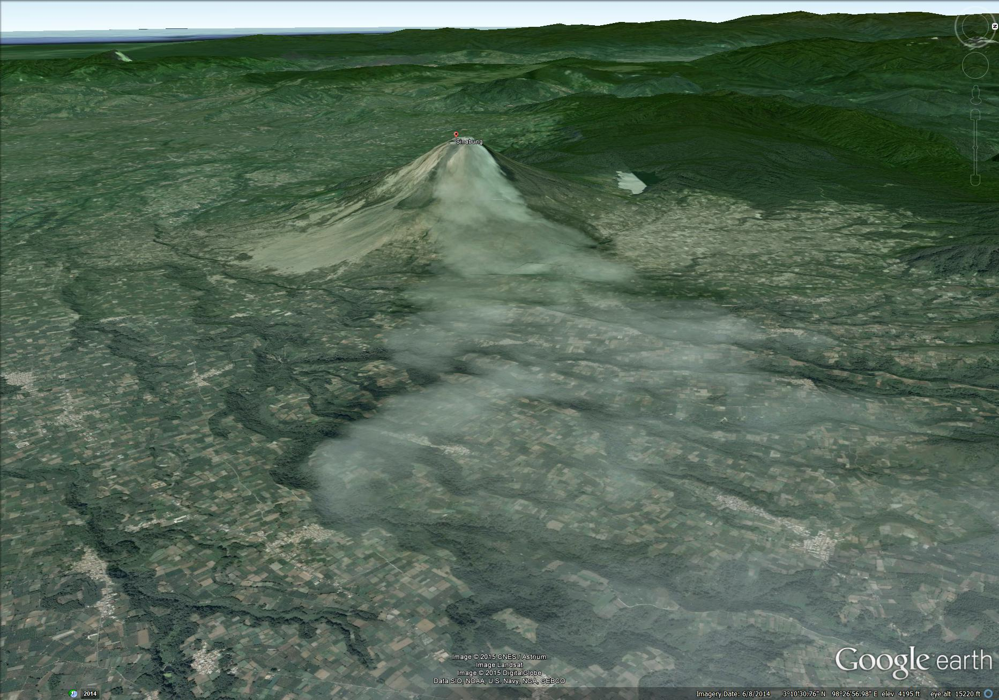 N
Sinabung
Image © 2015 CNES / Astrium
Image Landsat
Image © 2015 DigitalGlobe
Data SIO, NOAA, U.S. Navy, NGA, GEBCO
Google earth
2014
Imagery Date: 6/8/2014 3°10'30.76" N 98°26'56.98" E elev 4195 ft eye alt 15220 ft